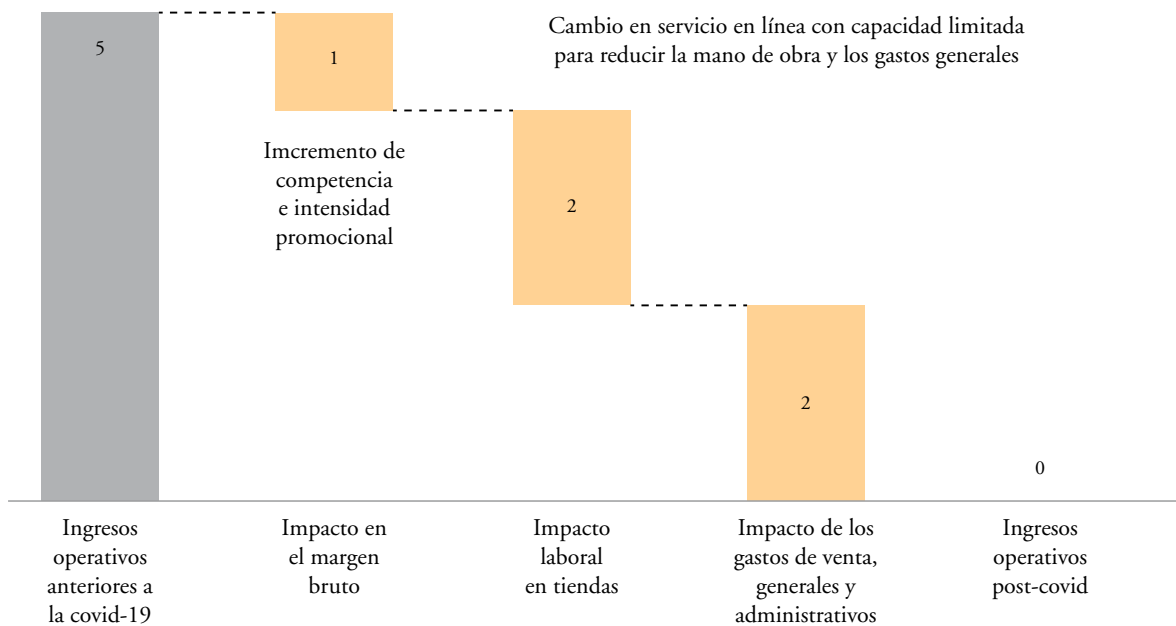 5
1
Cambio en servicio en línea con capacidad limitada
para reducir la mano de obra y los gastos generales
Imcremento de
competencia
e intensidad
promocional
2
2
0
Ingresos
operativos
anteriores a
la covid-19
Impacto en
el margen
bruto
Impacto
laboral
en tiendas
Impacto de los
gastos de venta,
generales y
administrativos
Ingresos
operativos
post-covid